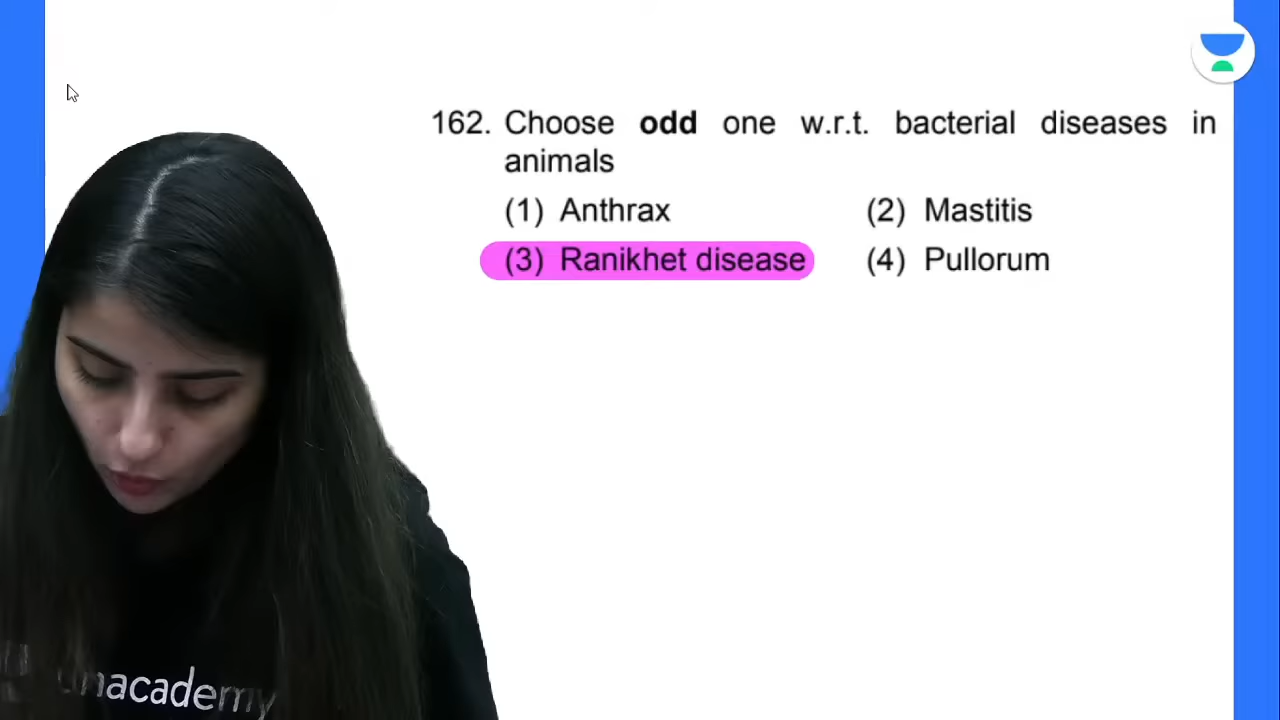 162. Choose odd one w.r.t. bacterial diseases in
animals
(1) Anthrax (2) Mastitis
(3) Ranikhet disease (4) Pullorum
unacademy